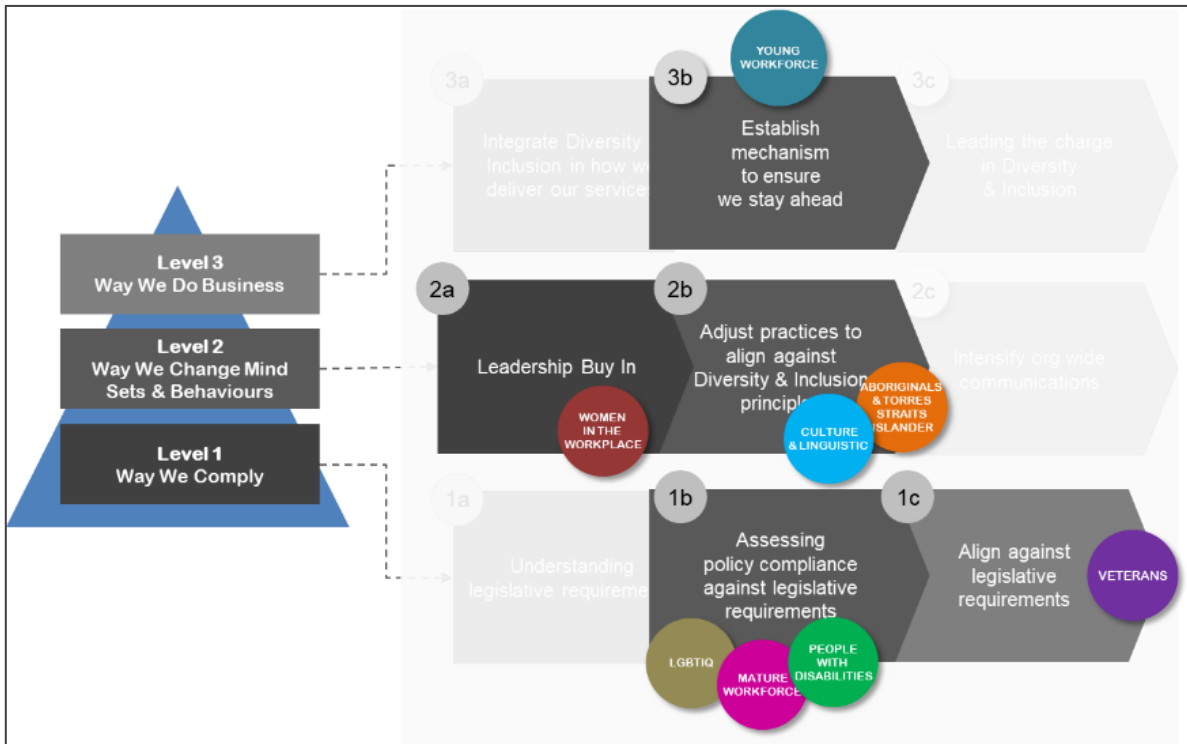 Level 3
Way We Do Business
Level 2
Way We Change Mind
Sets & Behaviours
Level 1
Way We Comply
3a
Integrate Diversity
Inclusion in how we
deliver our services
3b
YOUNG
WORKFORCE
Establish
mechanism
to ensure
we stay ahead
3c
Leading the charge
in Diversity
& Inclusion
2a
Leadership Buy In
WOMEN
IN THE
WORKPLACE
2b
Adjust practices to
align against
Diversity & Inclusion
CULTURE
& LINGUISTIC
ABORIGINALS
& TORRES
STRAITS
ISLANDER
2c
Intensify org wide
communications
1a
Understanding
legislative
1b
Assessing
policy compliance
against legislative
requirements
LGBTIQ
MATURE
WORKFORCE
PEOPLE
WITH
DISABILITIES
1c
Align against
legislative
requirements
VETERANS